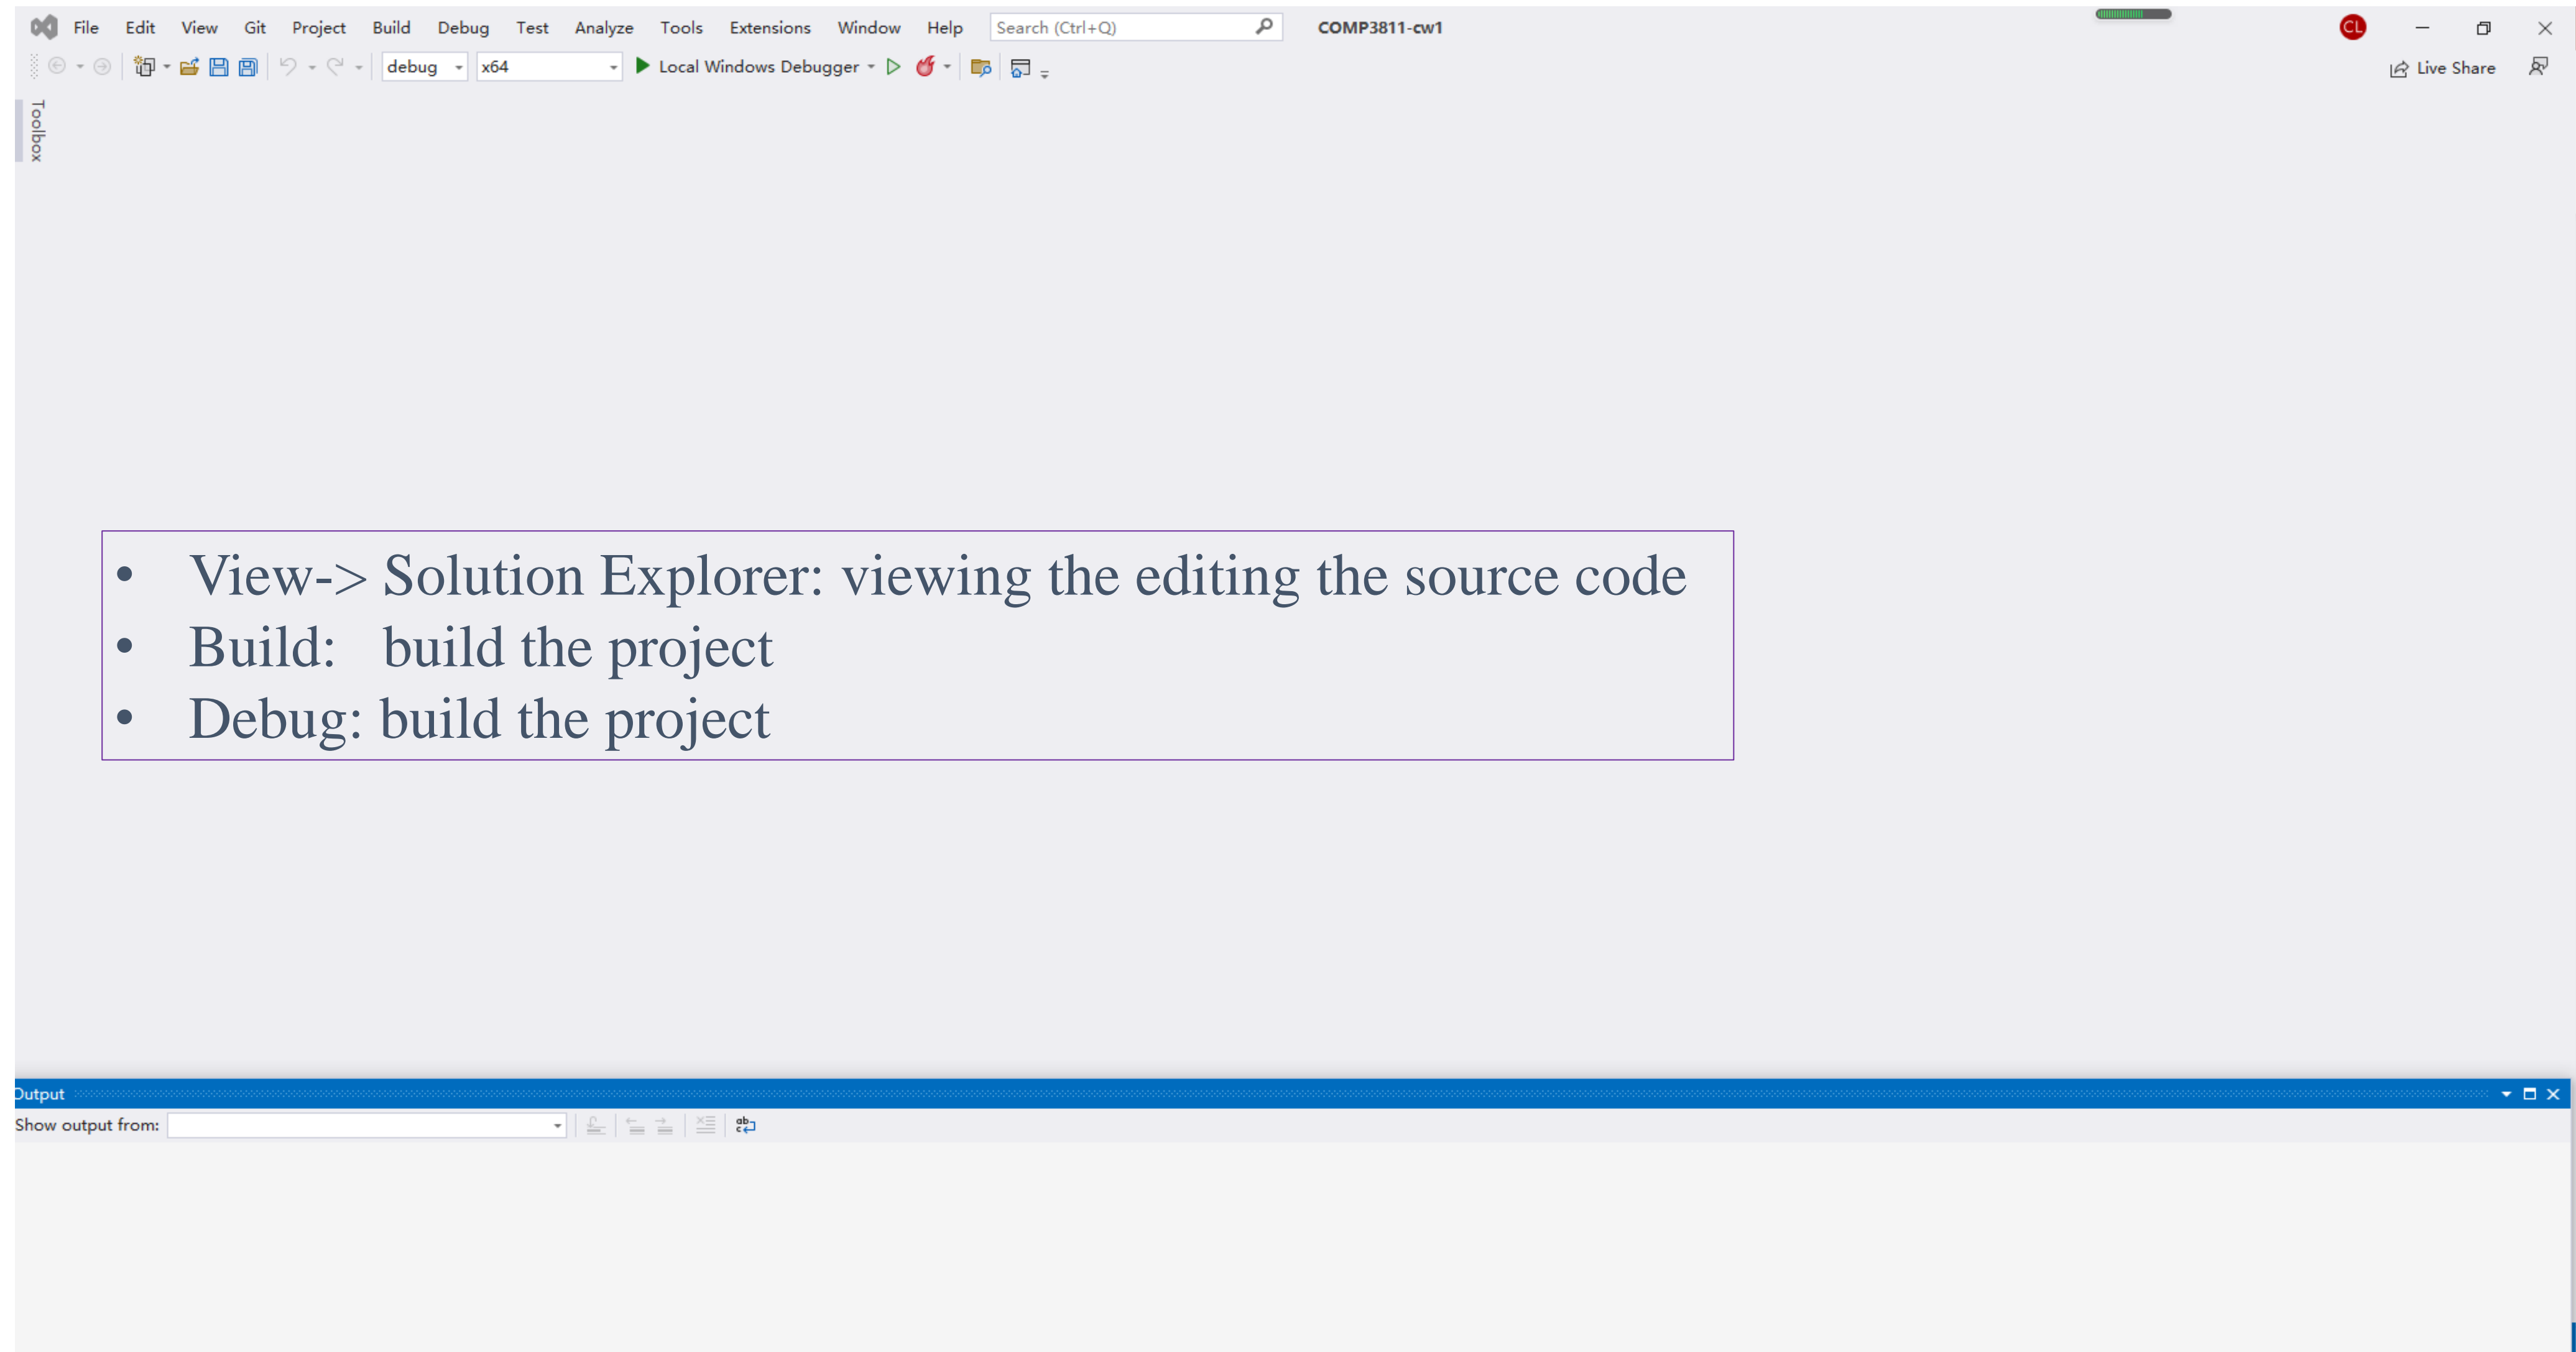 File Edit View Git Project Build Debug Test Analyze Tools Extensions Window Help Search (Ctrl+Q) COMP3811-cw1 CL
debug x64 Local Windows Debugger Live Share
Toolbox
• View-> Solution Explorer: viewing the editing the source code
• Build: build the project
• Debug: build the project
Output
Show output from: